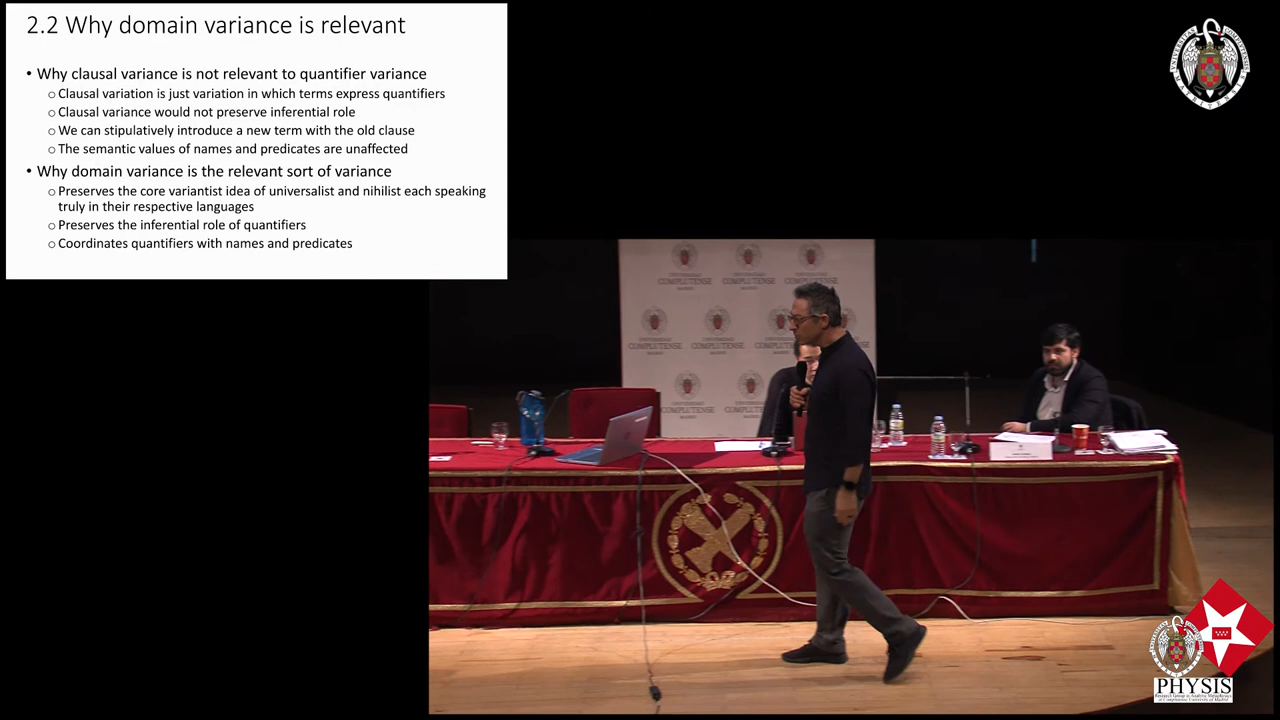 2.2 Why domain variance is relevant
• Why clausal variance is not relevant to quantifier variance
o Clausal variation is just variation in which terms express quantifiers
o Clausal variance would not preserve inferential role
o We can stipulatively introduce a new term with the old clause
o The semantic values of names and predicates are unaffected
• Why domain variance is the relevant sort of variance
o Preserves the core variantist idea of universalist and nihilist each speaking
truly in their respective languages
o Preserves the inferential role of quantifiers
o Coordinates quantifiers with names and predicates
UNIVERSIDAD
COMPLUTENSE
MADRID
PHYSIS